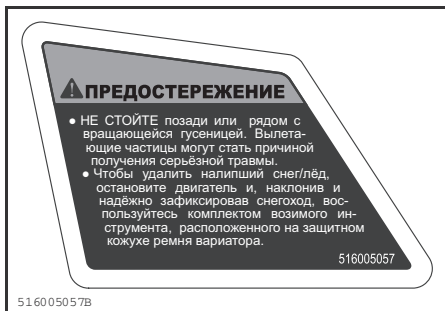 ПРЕДОСТЕРЕЖЕНИЕ
● НЕ СТОЙТЕ позади или рядом с
вращающейся гусеницей. Вылета-
ющие частицы могут стать причиной
получения серьёзной травмы.
● Чтобы удалить налипший снег/лёд,
остановите двигатель и, наклонив и
надёжно зафиксировав снегоход, вос-
пользуйтесь комплектом возимого ин-
струмента, расположенного на защитном
кожухе ремня вариатора.
516005057
516005057B